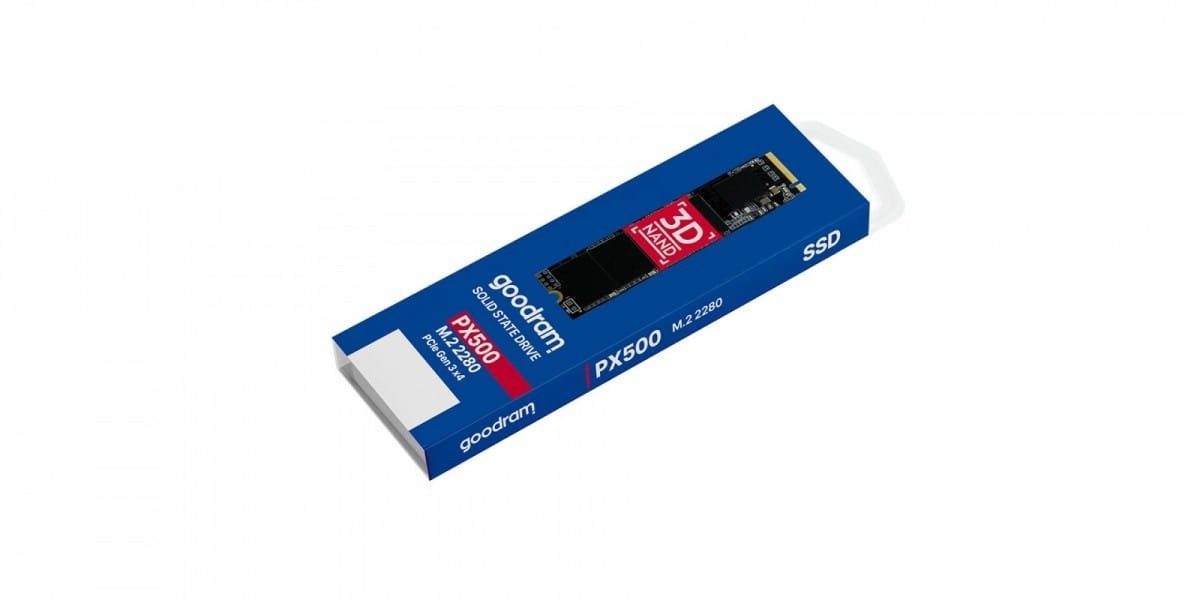 3D
NAND
goodram
SOLID STATE DRIVE
PX500
M.2 2280
PCIe Gen 3 x4
goodram
PX500 M.2 2280
SSD